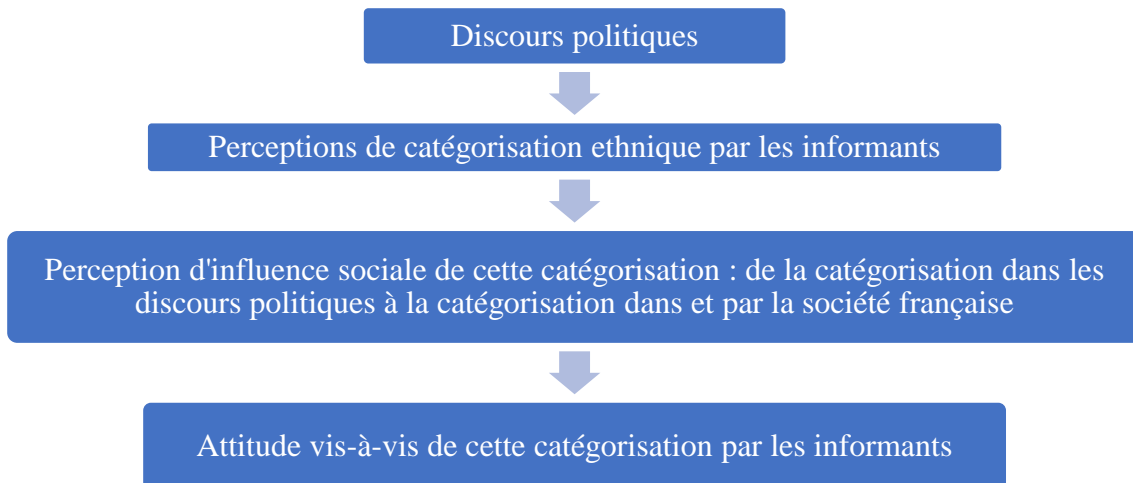 Discours politiques
Perceptions de catégorisation ethnique par les informants
Perception d'influence sociale de cette catégorisation : de la catégorisation dans les
discours politiques à la catégorisation dans et par la société française
Attitude vis-à-vis de cette catégorisation par les informants